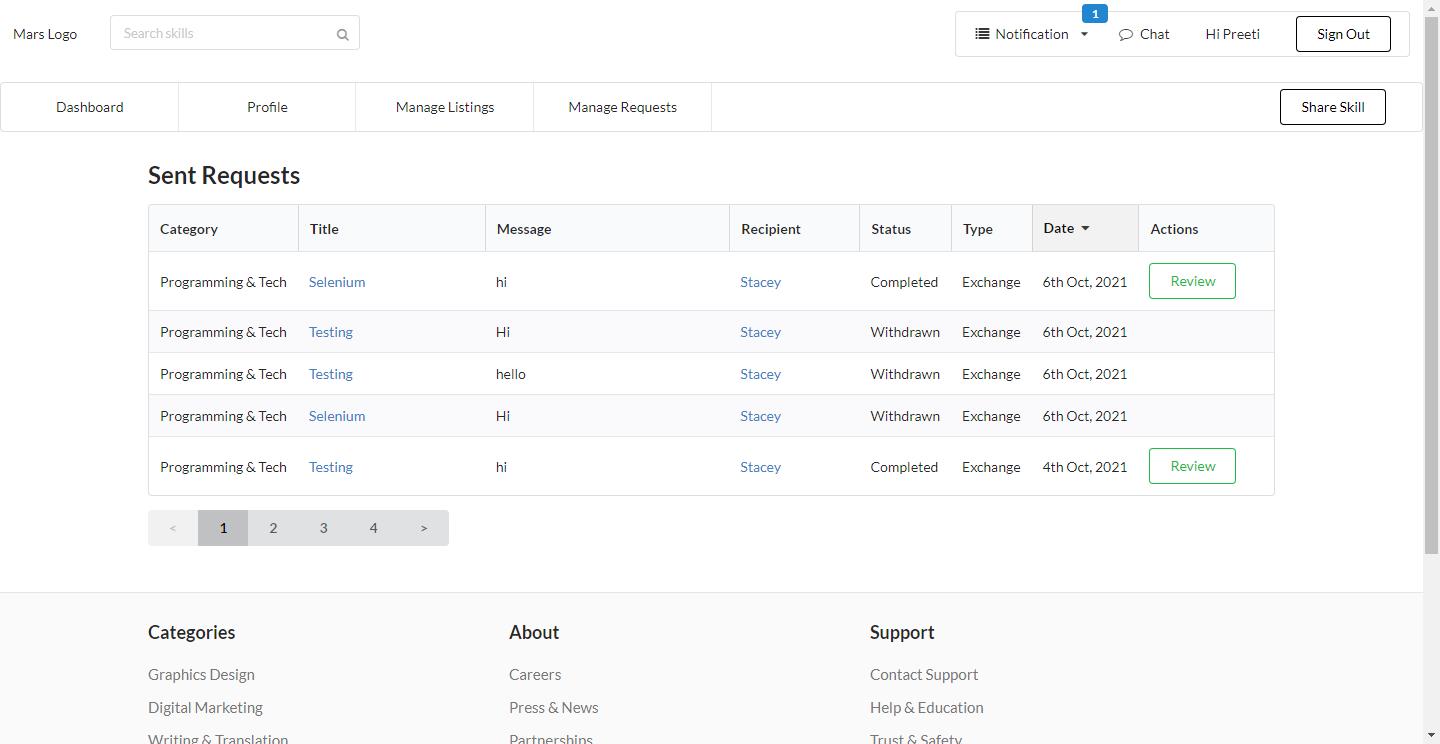 1
Mars Logo Search skills Notification Chat Hi Preeti Sign Out
Dashboard Profile Manage Listings Manage Requests Share Skill
Sent Requests
Category Title Message Recipient Status Type Date Actions
Programming & Tech Selenium hi Stacey Completed Exchange 6th Oct, 2021 Review
Programming & Tech Testing Hi Stacey Withdrawn Exchange 6th Oct, 2021
Programming & Tech Testing hello Stacey Withdrawn Exchange 6th Oct, 2021
Programming & Tech Selenium Hi Stacey Withdrawn Exchange 6th Oct, 2021
Programming & Tech Testing hi Stacey Completed Exchange 4th Oct, 2021 Review
< 1 2 3 4 >
Categories About Support
Graphics Design Careers Contact Support
Digital Marketing Press & News Help & Education
Writing & Translation Partnerships Trust & Safety